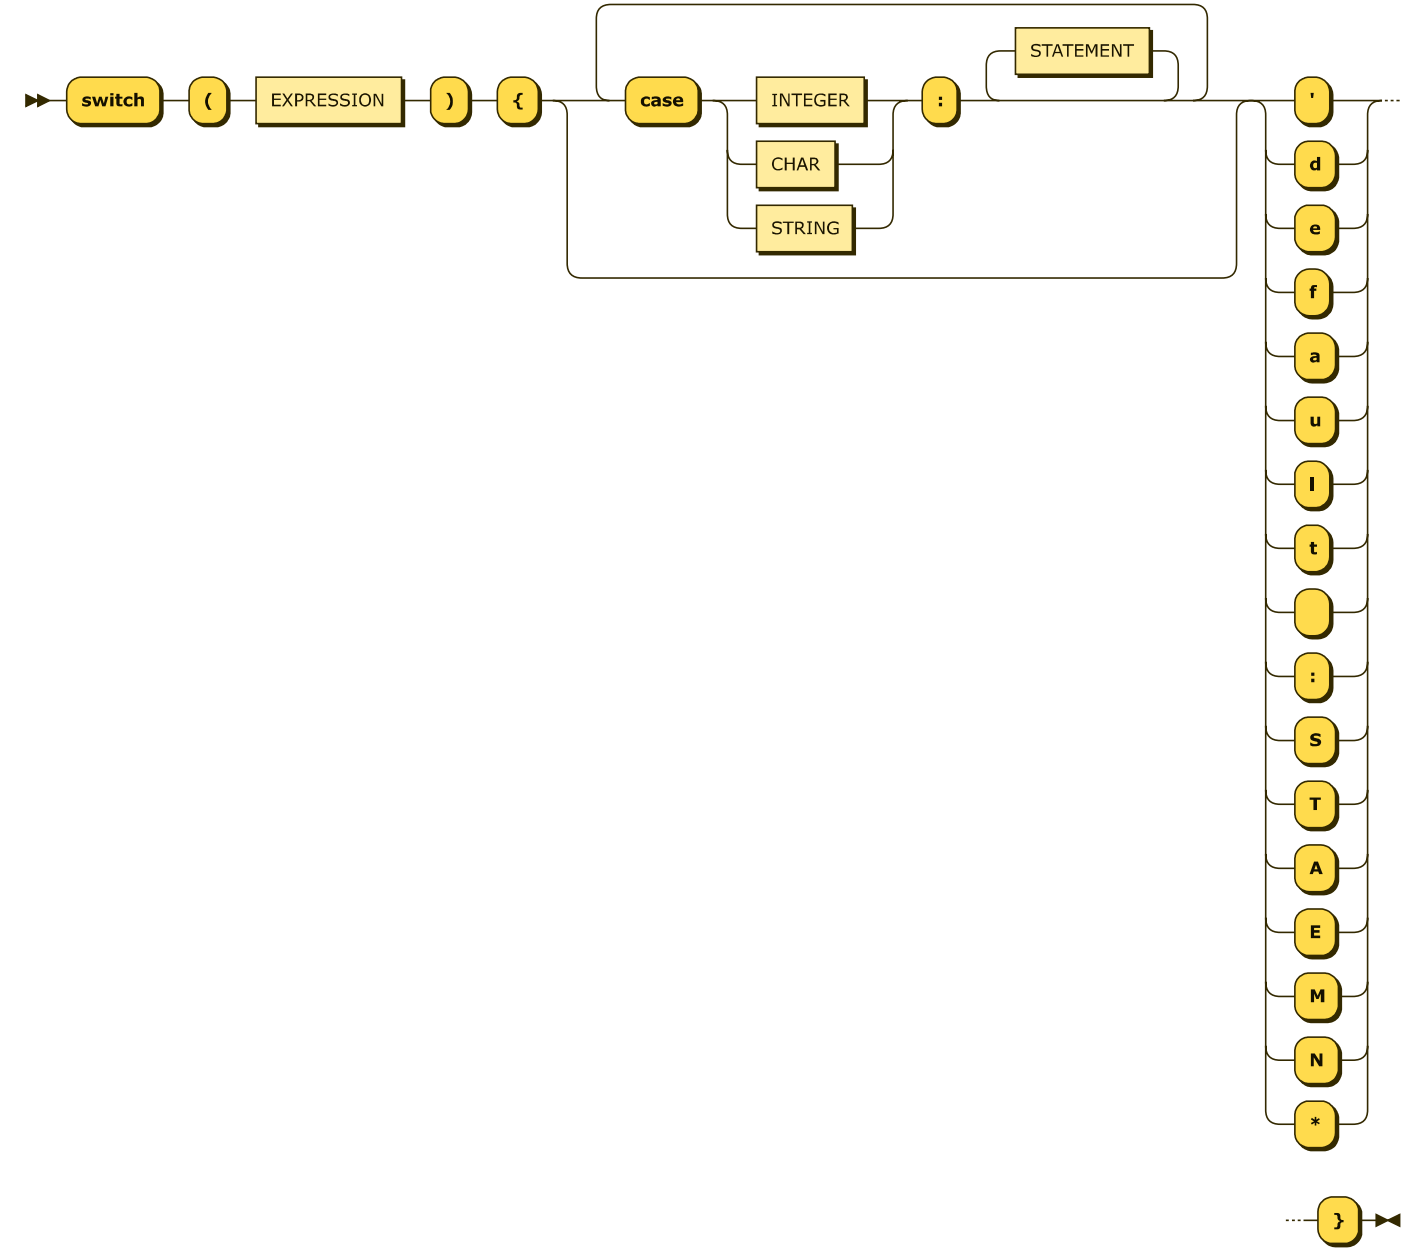 STATEMENT
switch ( EXPRESSION ) { case INTEGER : '
CHAR d
STRING e
f
a
u
l
t
:
S
T
A
E
M
N
*
}